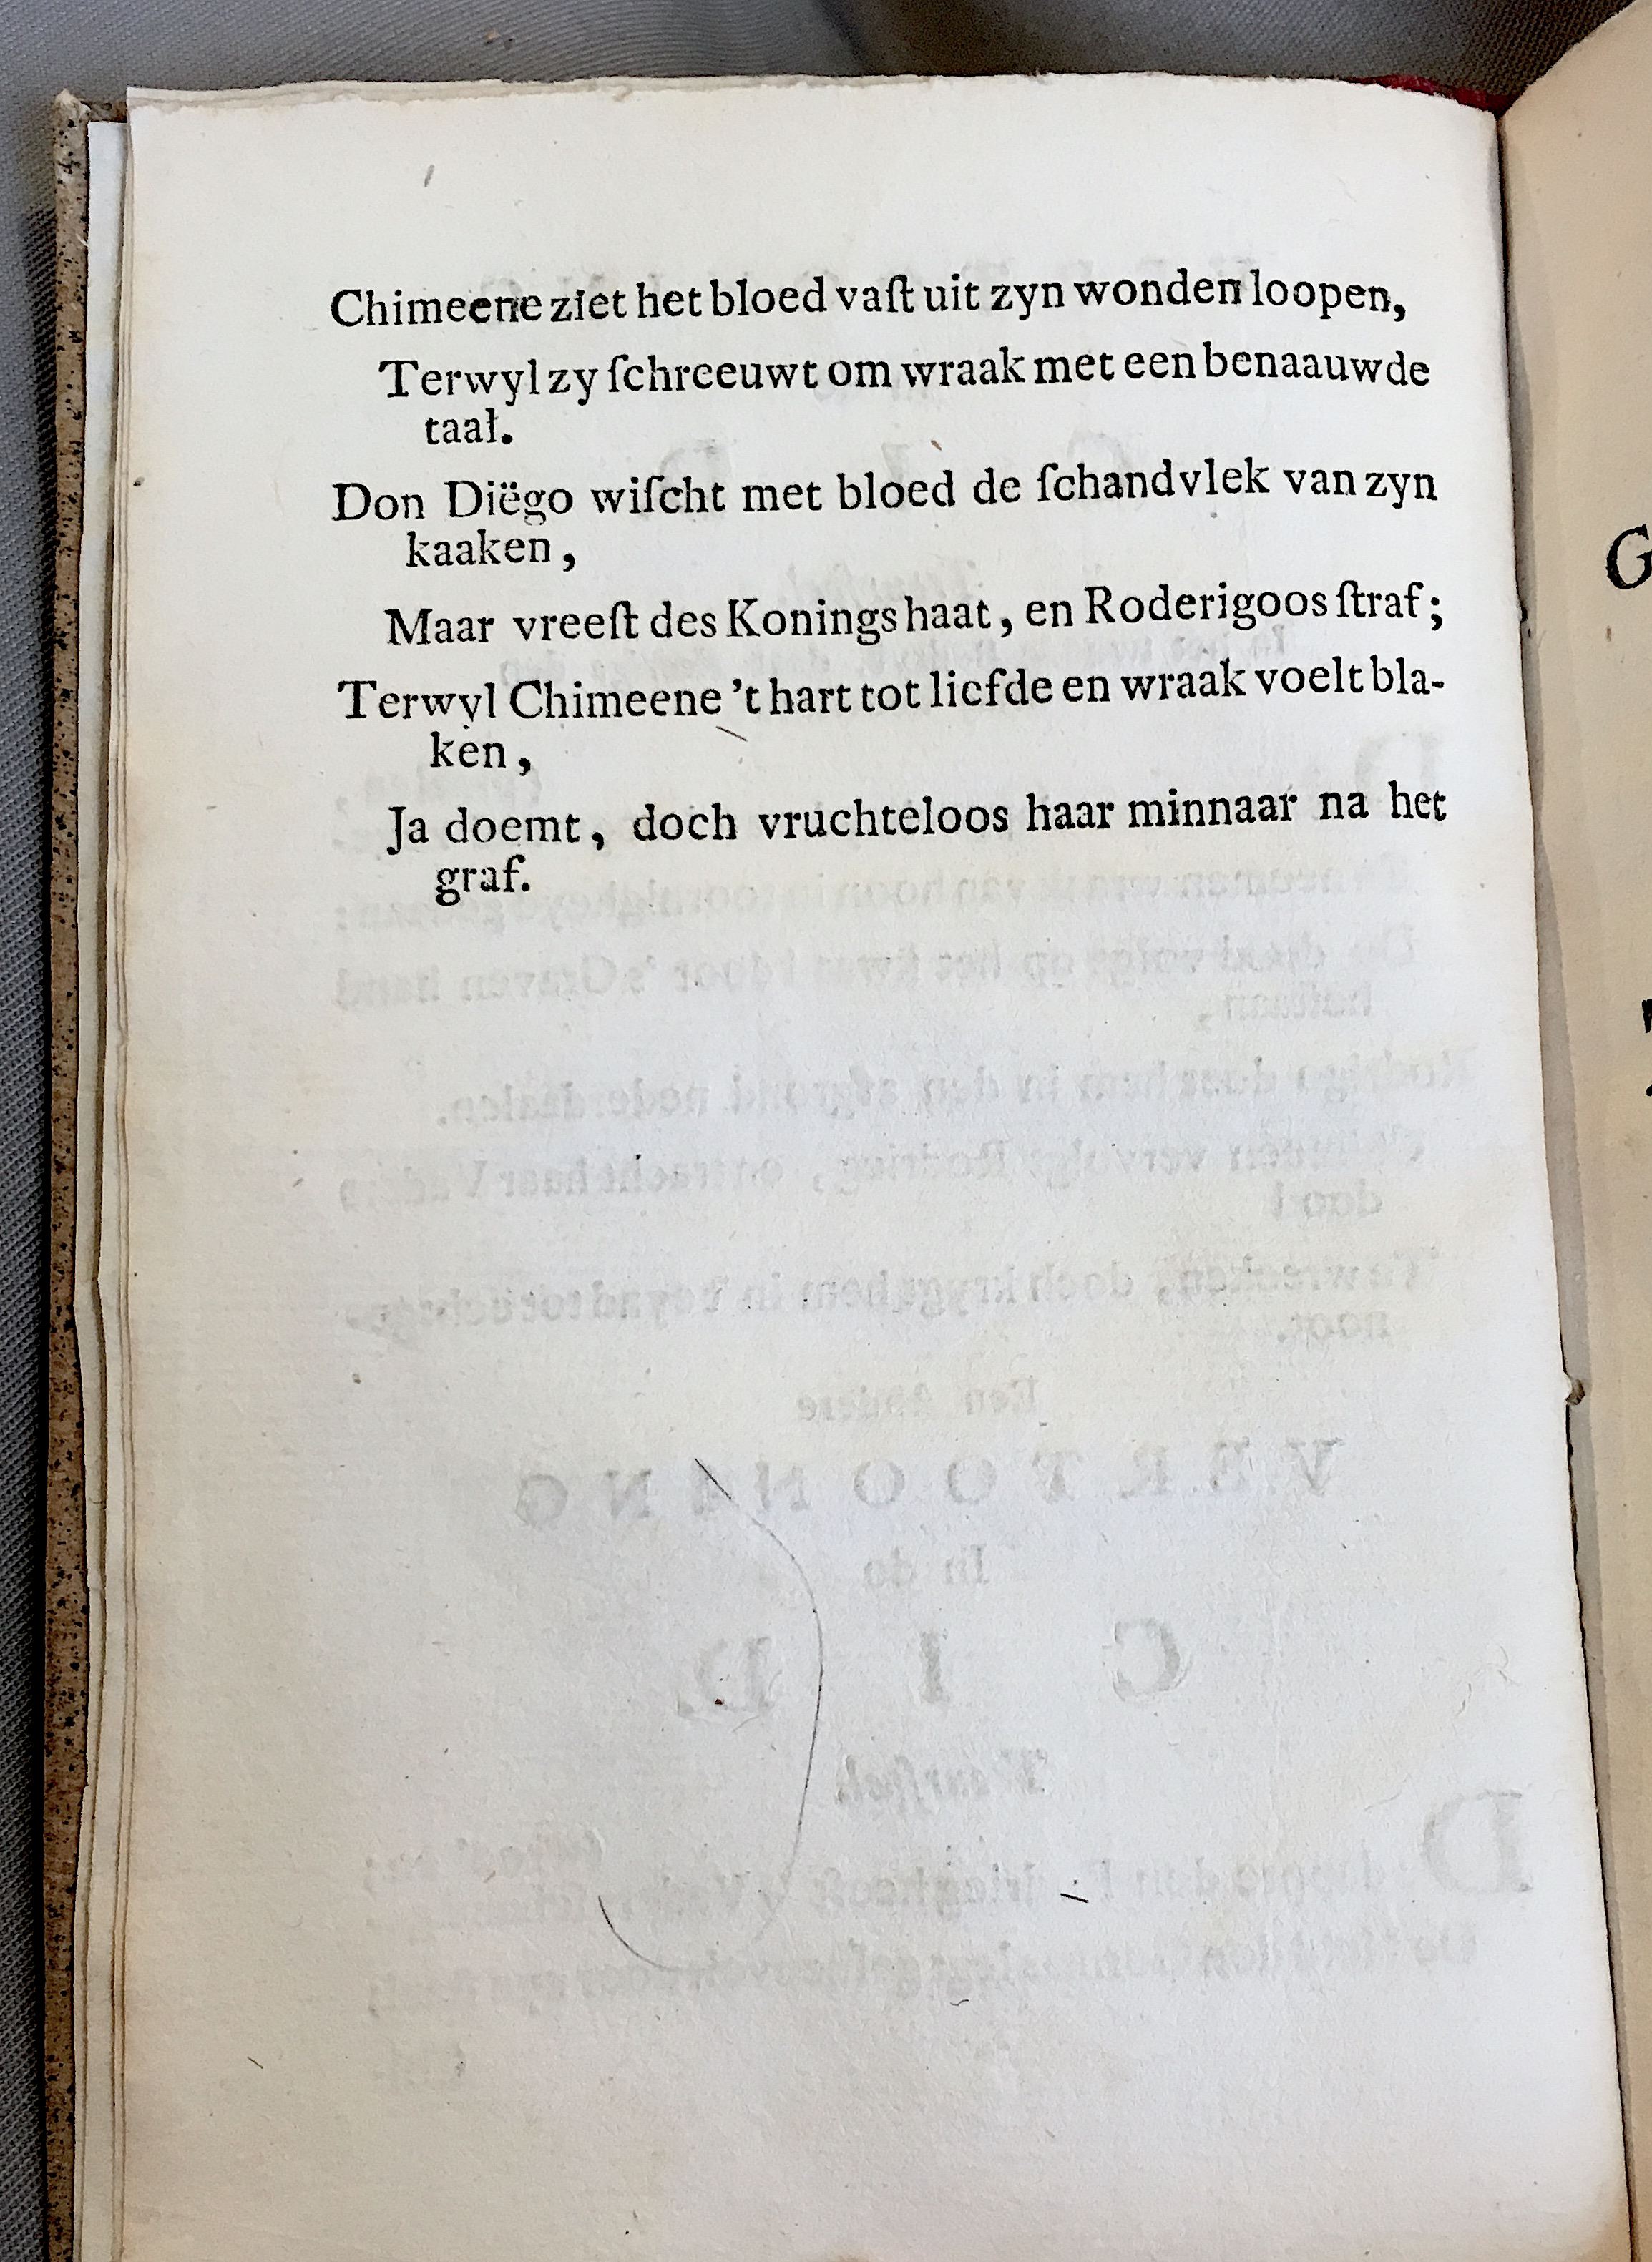 Chimeene ziet het bloed vaſt uit zyn wonden loopen,
Terwyl zy ſchreeuwt om wraak met een benaauwde
taal.
Don Diëgo wiſcht met bloed de ſchandvlek van zyn
kaaken,
Maar vreeſt des Konings haat, en Roderigoos ſtraf;
Terwyl Chimeene 't hart tot liefde en wraak voelt bla-
ken,
Ja doemt, doch vruchteloos haar minnaar na het
graf.
G